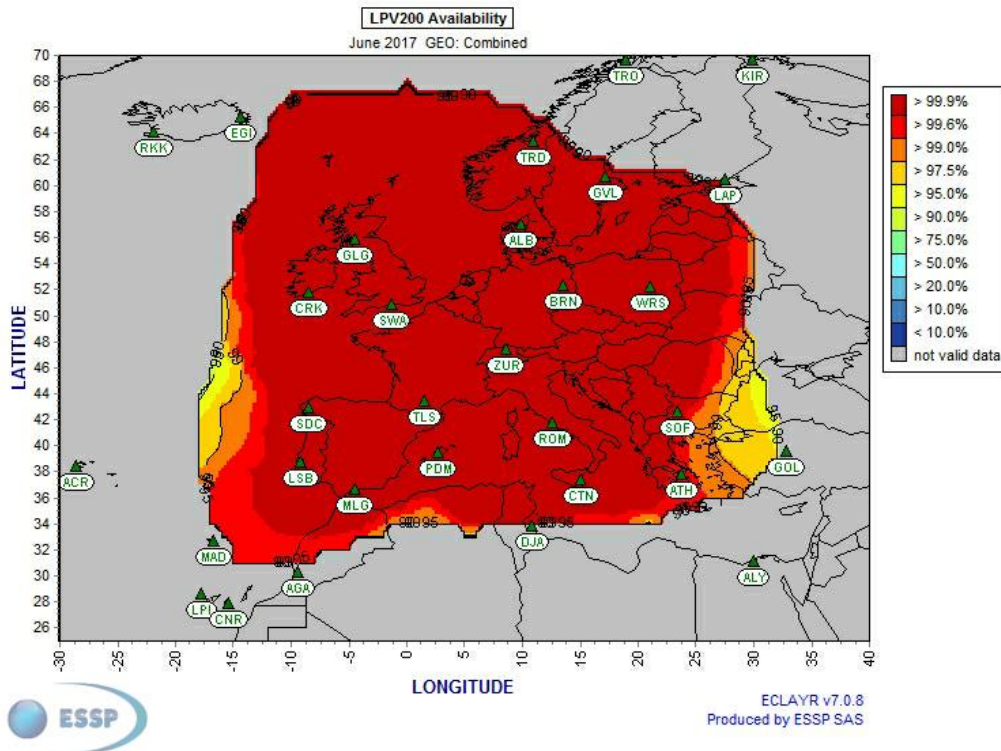 LPV200 Availability
June 2017 GEO: Combined
70
68
66
64
62
60
58
56
54
52
50
48
46
44
42
40
38
36
34
32
30
28
26
LATITUDE
TRO
KIR
EGI
RKK
TRD
GVL
LAP
GLG
ALB
CRK
SWA
BRN
WRS
ZUR
SDC
TLS
ROM
SOF
ACR
LSB
PDM
MLG
CTN
ATH
GOL
MAD
DJA
AGA
ALY
LPI
CNR
-30
-25
-20
-15
-10
-5
0
5
10
15
20
25
30
35
40
LONGITUDE
> 99.9%
> 99.6%
> 99.0%
> 97.5%
> 95.0%
> 90.0%
> 75.0%
> 50.0%
> 20.0%
> 10.0%
< 10.0%
not valid data
ESSP
ECLAYR v7.0.8
Produced by ESSP SAS